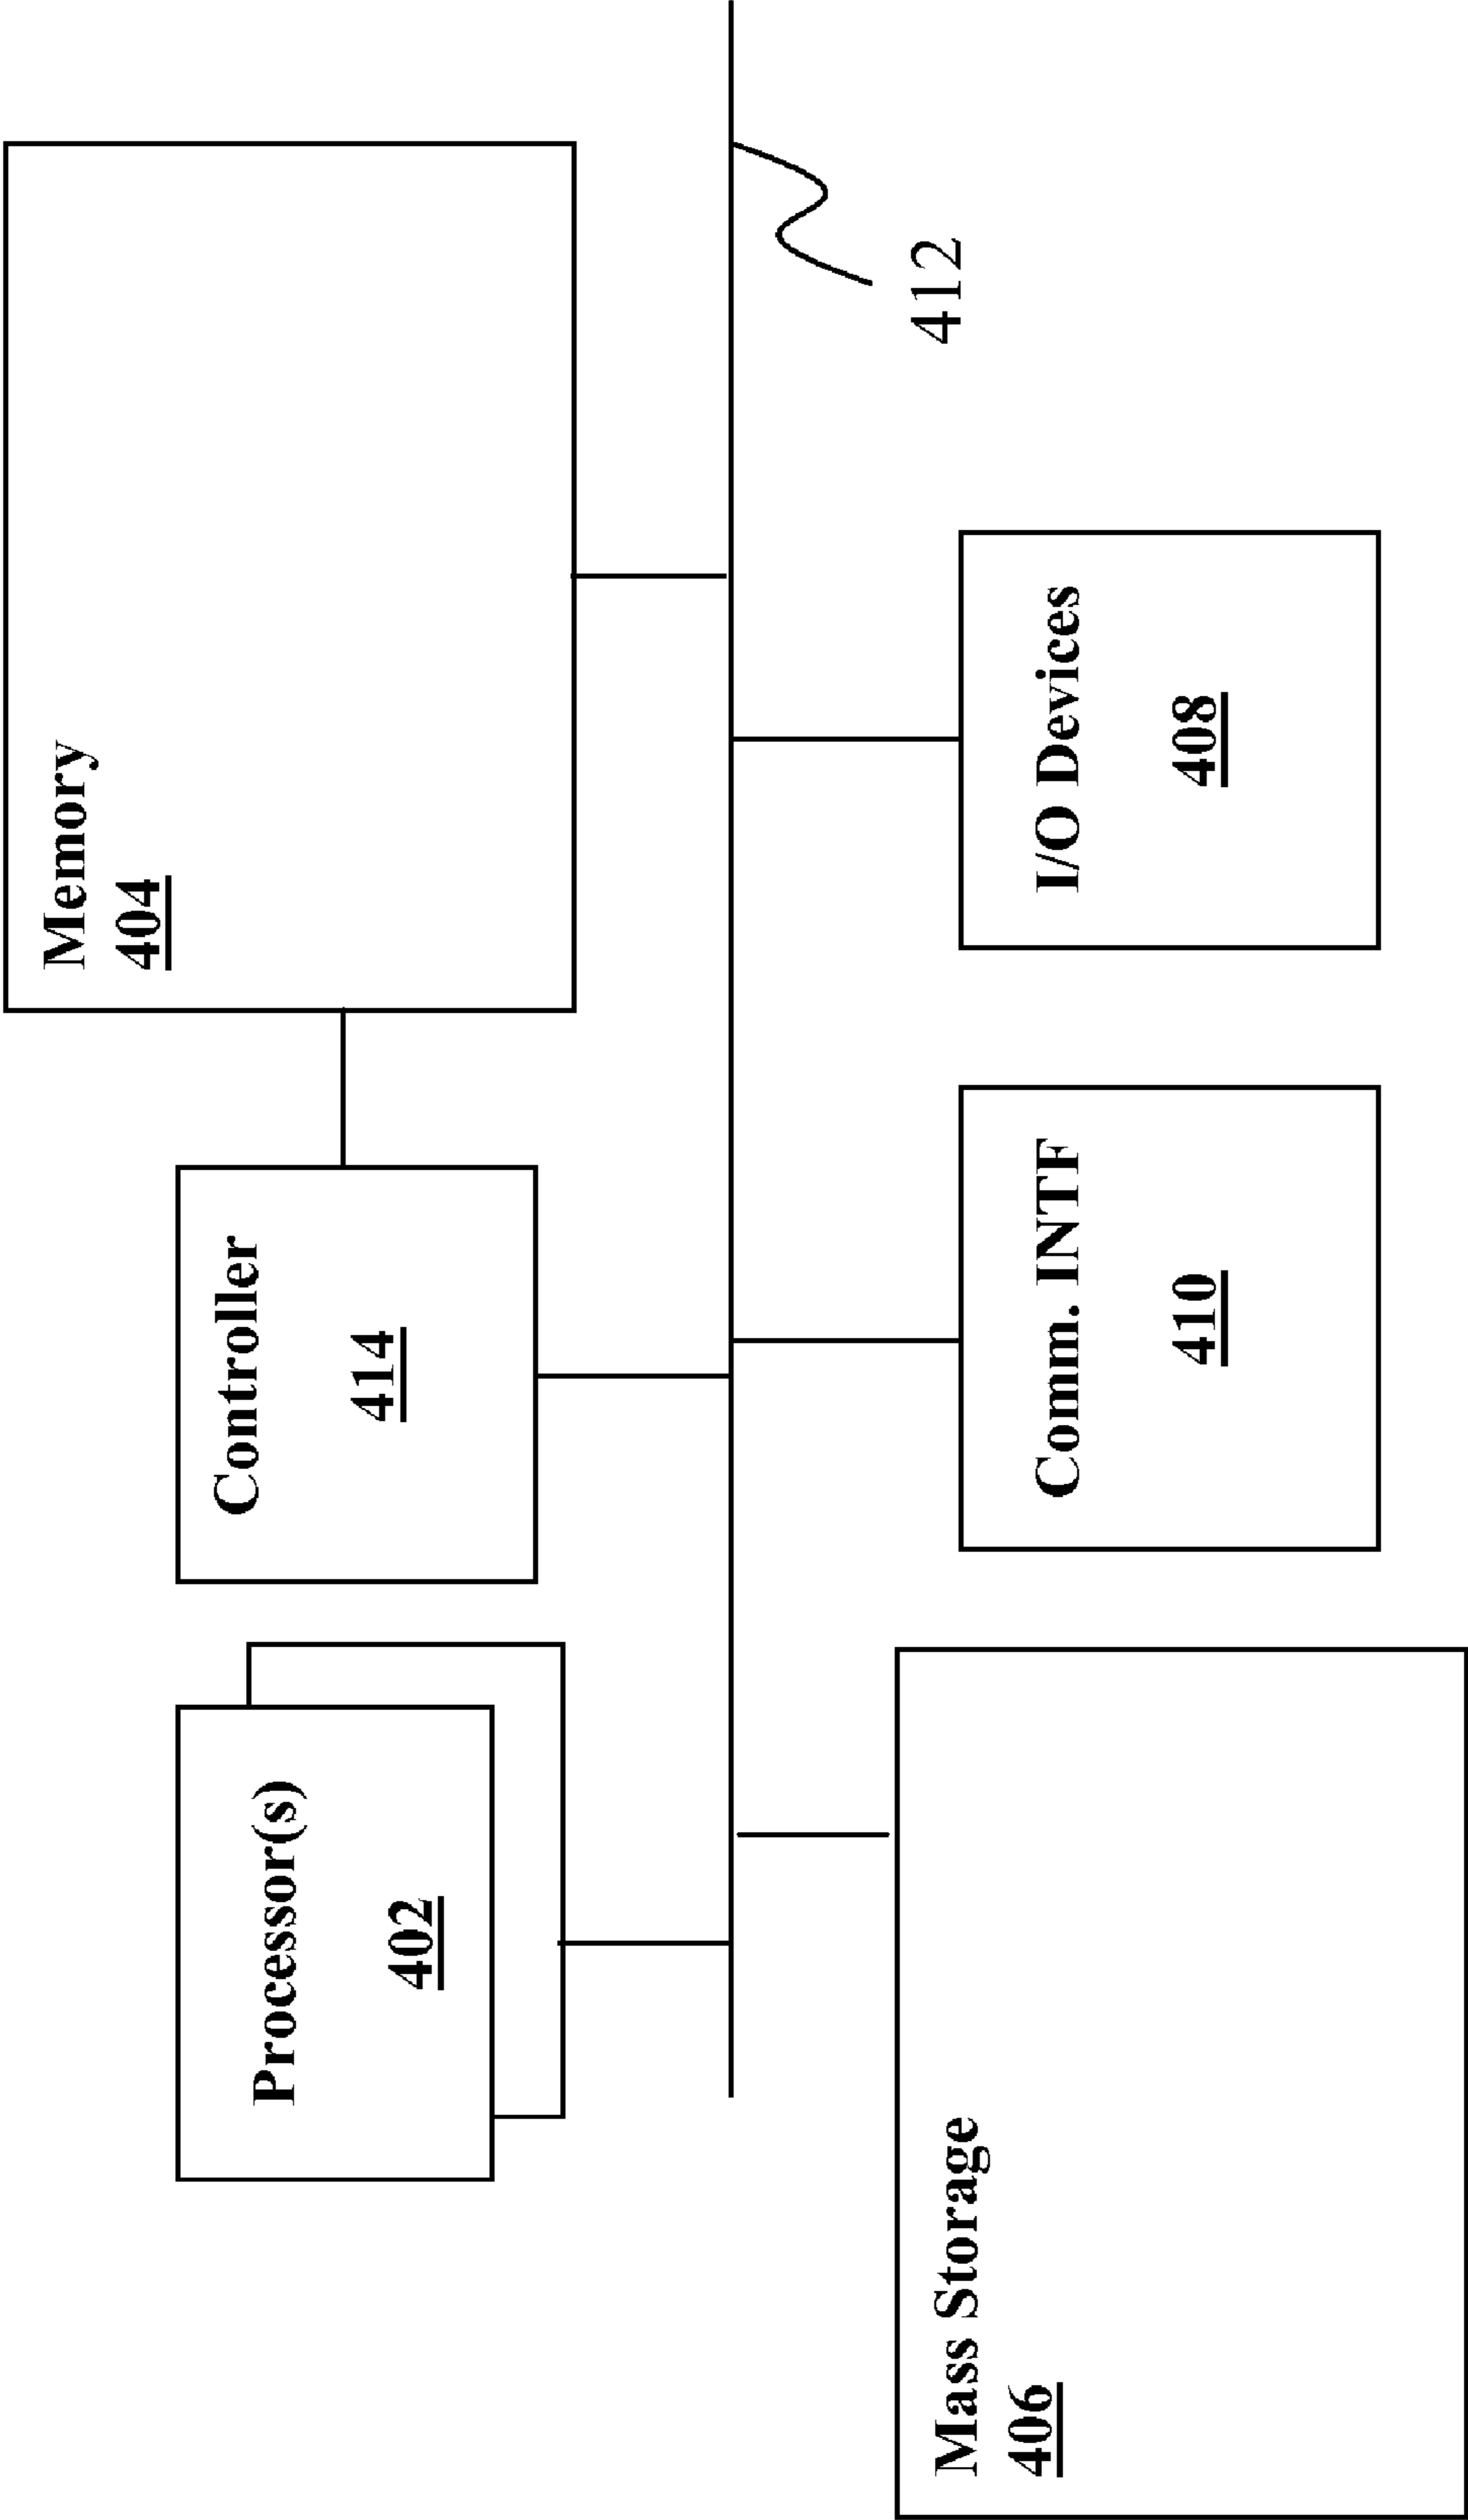 Processor(s)
402
Controller
414
Memory
404
412
Mass Storage
406
Comm. INTF
410
I/O Devices
408